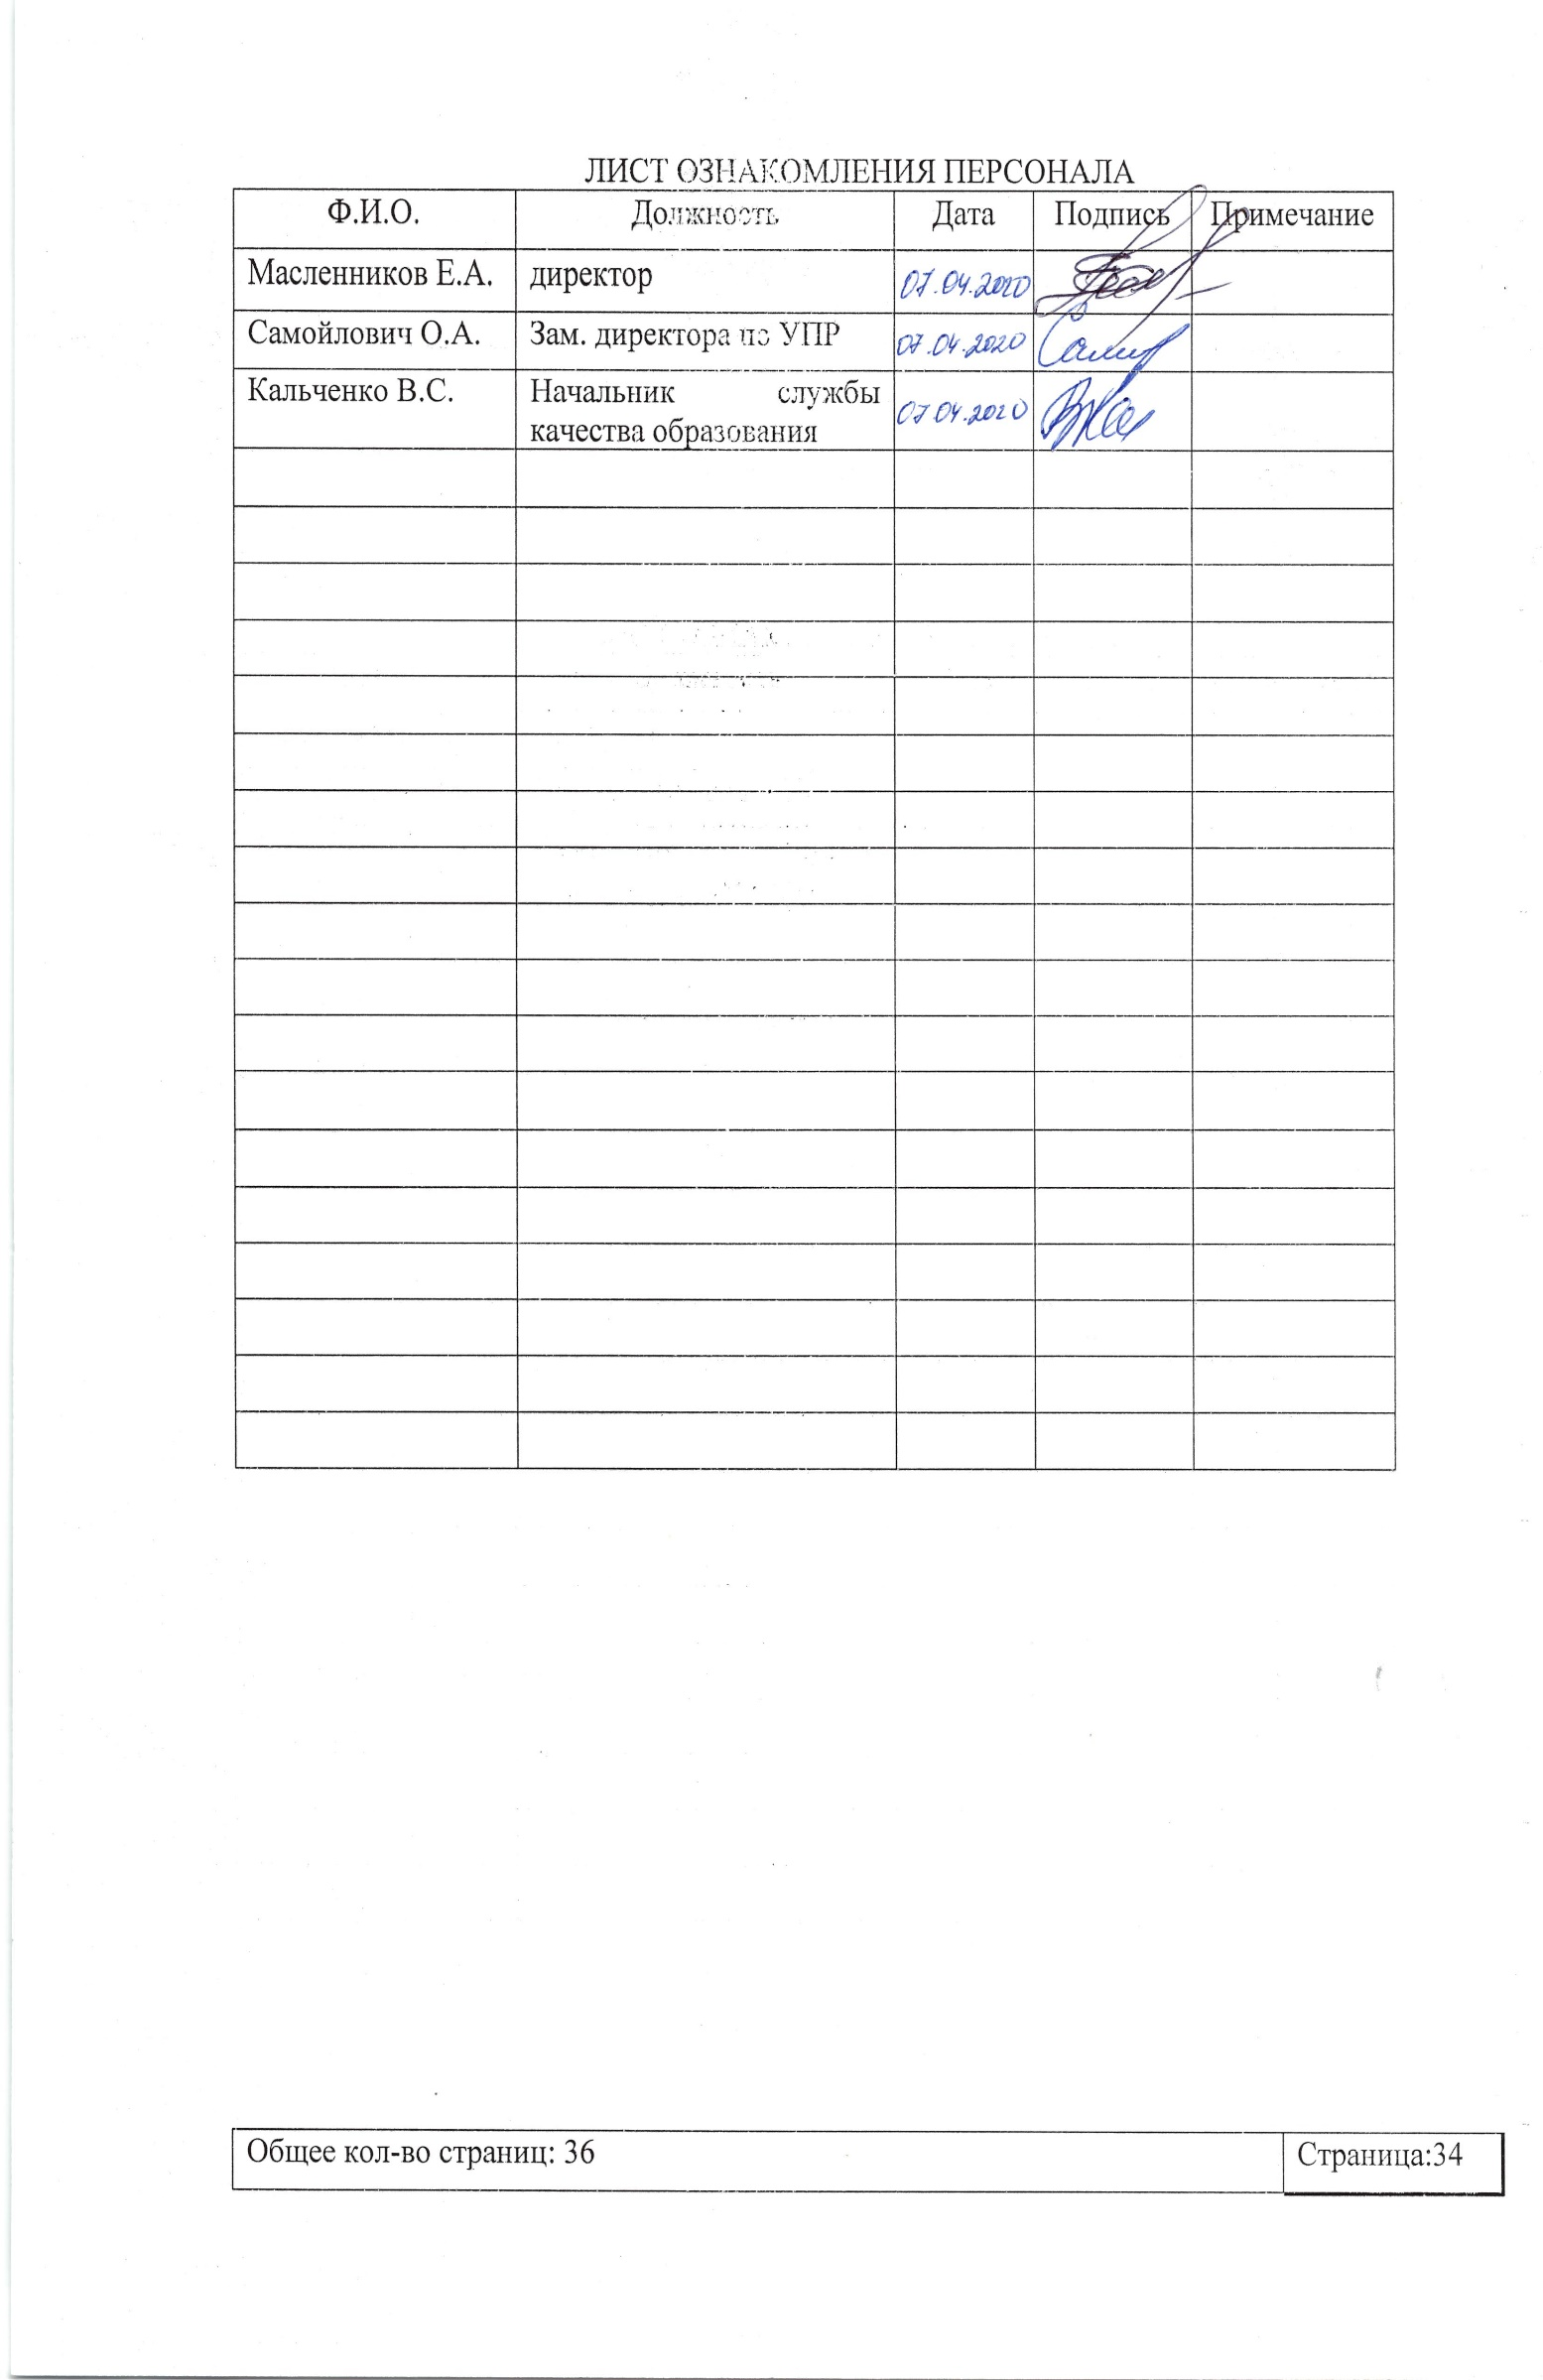 ЛИСТ ОЗНАКОМЛЕНИЯ ПЕРСОНАЛА
Ф.И.О. Должность Дата Подпись Примечание
Масленников Е.А. директор 07.04.2020
Самойлович О.А. Зам. директора по УПР 07.04.2020
Кальченко В.С. Начальник службы
качества образования 07.04.2020
Общее кол-во страниц: 36 Страница:34